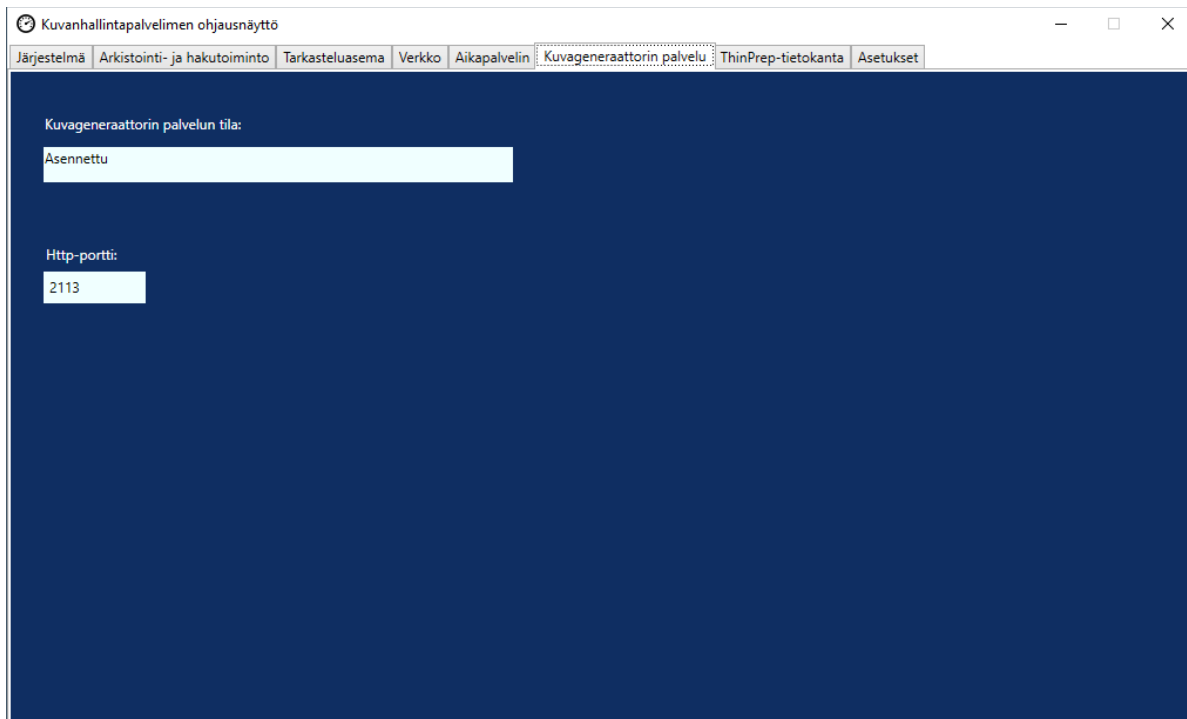 Kuvanhallintapalvelimen ohjausnäyttö
Järjestelmä Arkistointi- ja hakutoiminto Tarkasteluasema Verkko Aikapalvelin Kuvageneraattorin palvelu ThinPrep-tietokanta Asetukset
Kuvageneraattorin palvelun tila:
Asennettu
Http-portti:
2113